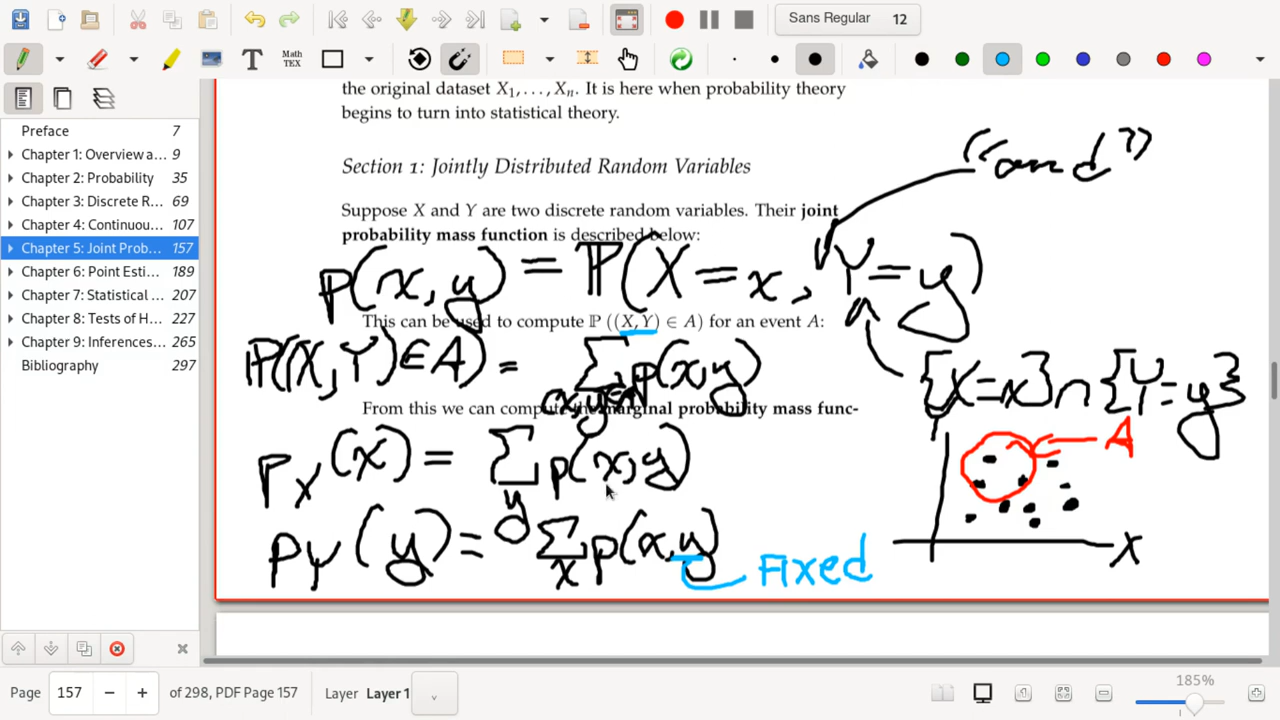 Sans Regular 12
T Math TEX
Preface 7
Chapter 1: Overview a... 9
Chapter 2: Probability 35
Chapter 3: Discrete R... 69
Chapter 4: Continuou... 107
Chapter 5: Joint Prob... 157
Chapter 6: Point Esti... 189
Chapter 7: Statistical ... 207
Chapter 8: Tests of H... 227
Chapter 9: Inferences... 265
Bibliography 297
the original dataset X₁, . . . , Xₙ. It is here when probability theory
begins to turn into statistical theory.
"and"
Section 1: Jointly Distributed Random Variables
Suppose X and Y are two discrete random variables. Their joint
probability mass function is described below:
p(x,y) = ℙ(X = x, Y = y)
This can be used to compute ℙ ((X, Y) ∈ A) for an event A:
ℙ((X,Y) ∈ A) = ∑ p(x,y)
(x,y)∈A
{X=x} ∩ {Y=y}
From this we can compute the marginal probability mass func-
p_X(x) = ∑_y p(x,y)
p_Y(y) = ∑_x p(x,y)
Fixed
Y
A
X
Page 157 of 298, PDF Page 157
Layer Layer 1
185%